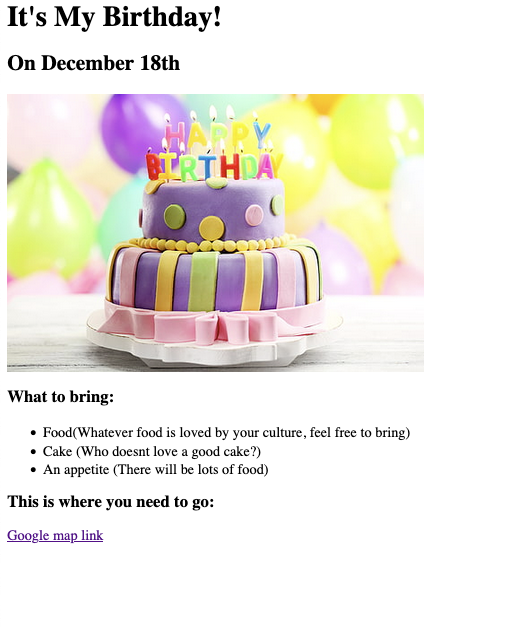 It's My Birthday!
On December 18th
HAPPY
BIRTHDAY
What to bring:
Food(Whatever food is loved by your culture, feel free to bring)
Cake (Who doesnt love a good cake?)
An appetite (There will be lots of food)
This is where you need to go:
Google map link